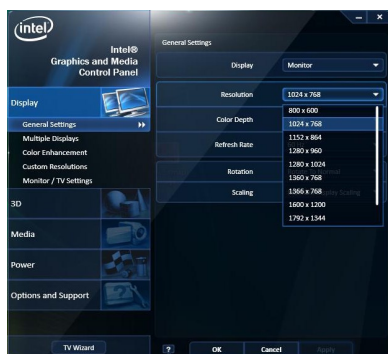 intel
Intel®
Graphics and Media
Control Panel
Display
General Settings
Multiple Displays
Color Enhancement
Custom Resolutions
Monitor / TV Settings
3D
Media
Power
Options and Support
TV Wizard
General Settings
Display
Monitor
Resolution
1024 x 768
Color Depth
Refresh Rate
Rotation
Scaling
800 x 600
1024 x 768
1152 x 864
1280 x 960
1280 x 1024
1360 x 768
1366 x 768
1600 x 1200
1792 x 1344
Scaling
?
OK
Cancel
Apply